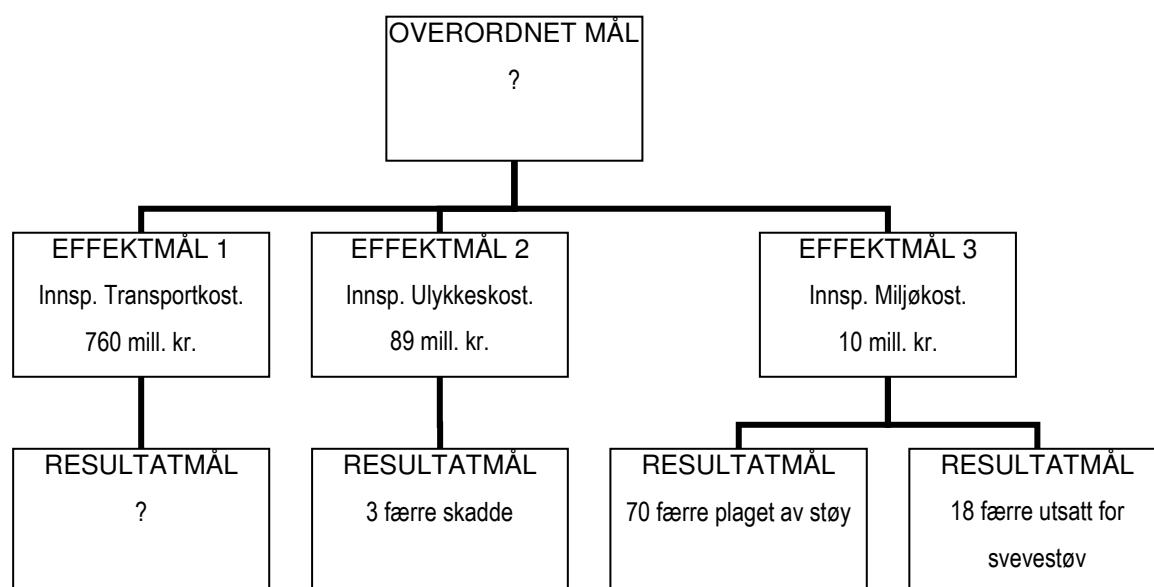 OVERORDNET MÅL
?
EFFEKTMÅL 1
Innsp. Transportkost.
760 mill. kr.
EFFEKTMÅL 2
Innsp. Ulykkeskost.
89 mill. kr.
EFFEKTMÅL 3
Innsp. Miljøkost.
10 mill. kr.
RESULTATMÅL
?
RESULTATMÅL
3 færre skadde
RESULTATMÅL
70 færre plaget av støy
RESULTATMÅL
18 færre utsatt for
svevestøv